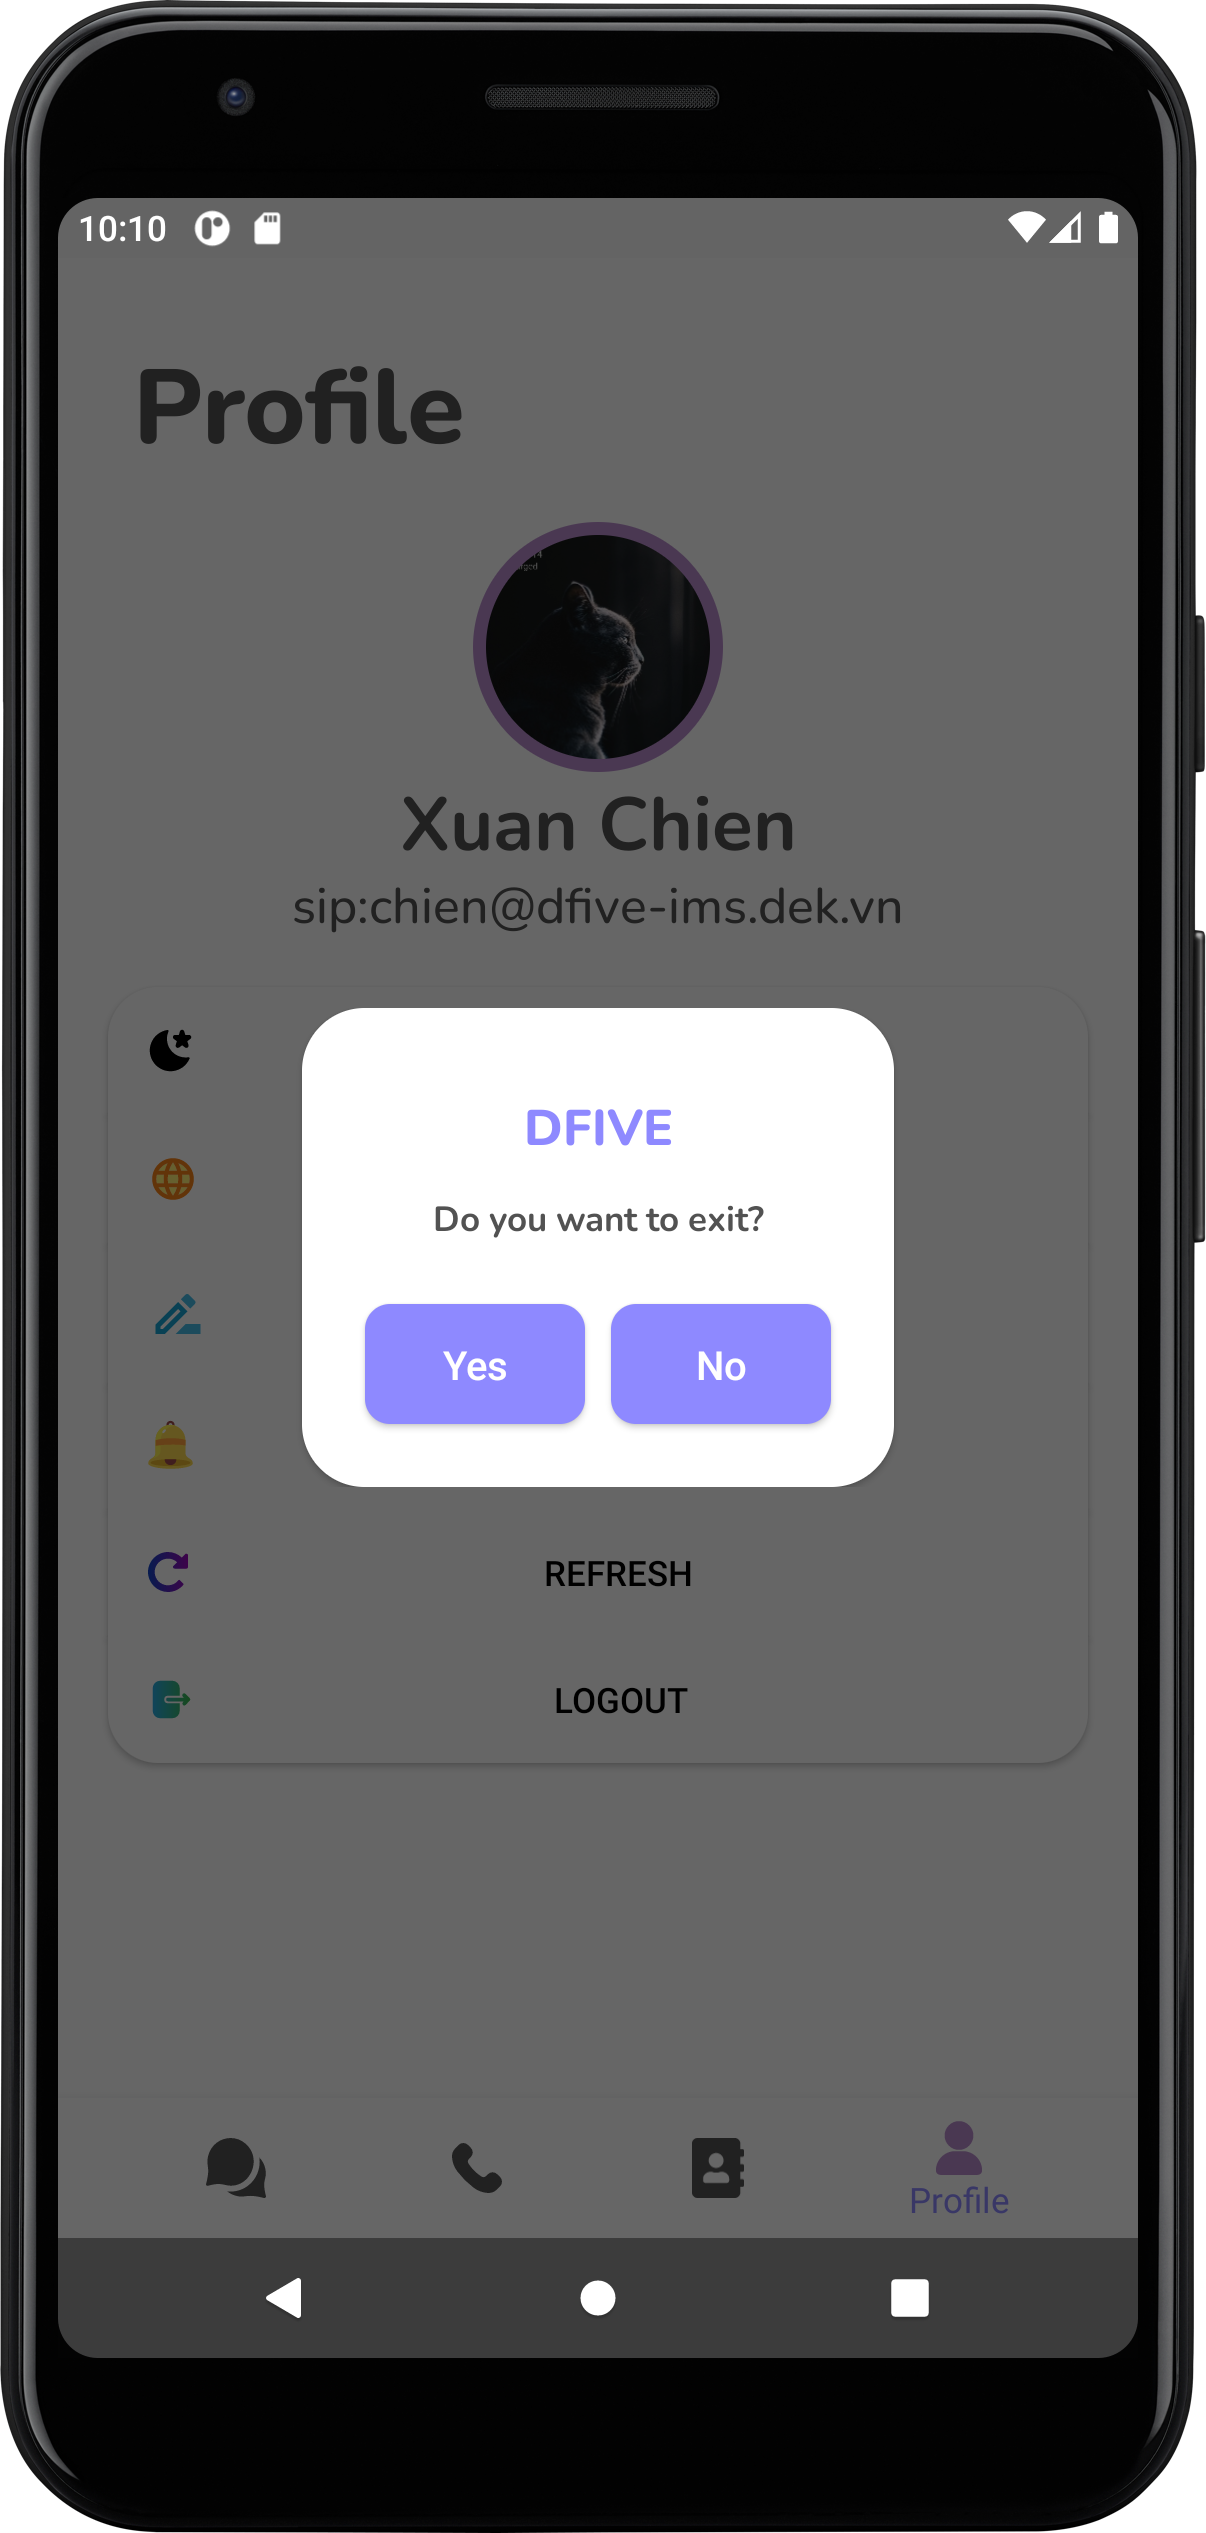 10:10
Profile
Xuan Chien
sip:chien@dfive-ims.dek.vn
DFIVE
Do you want to exit?
Yes No
REFRESH
LOGOUT
Profile